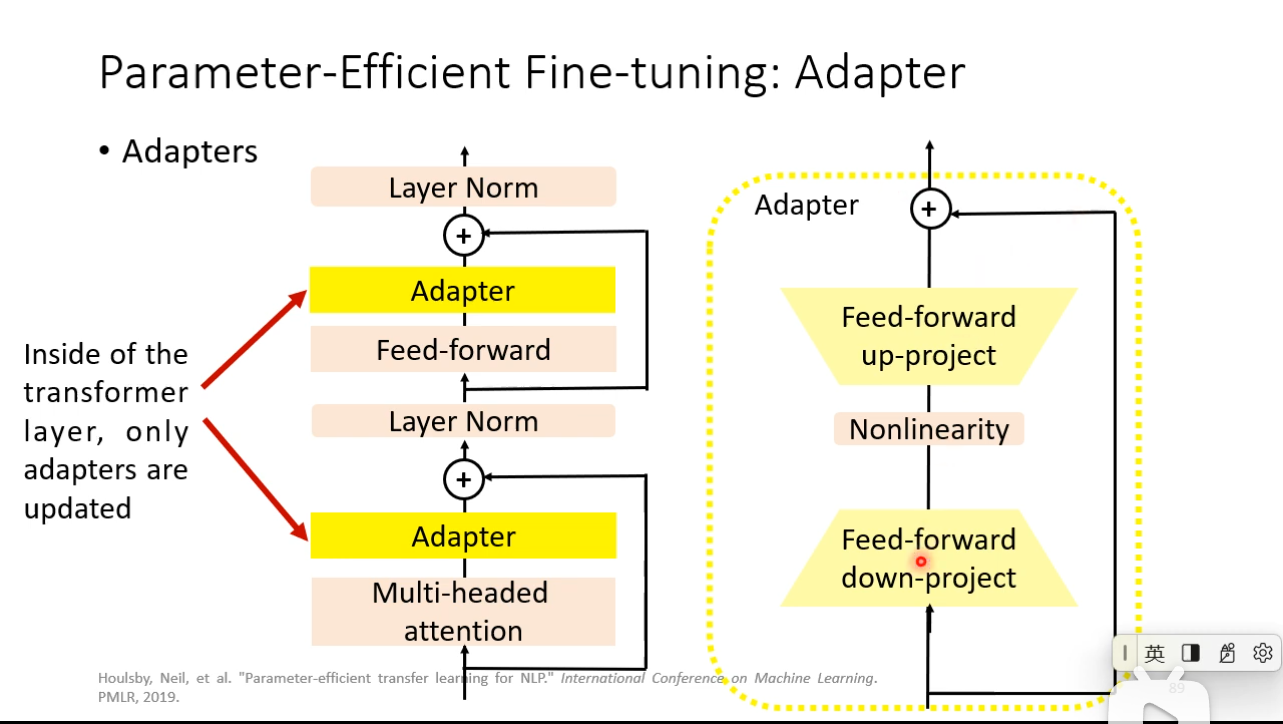 Parameter-Efficient Fine-tuning: Adapter
• Adapters
Layer Norm
+
Adapter
Feed-forward
Layer Norm
+
Adapter
Multi-headed
attention
Inside of the
transformer
layer, only
adapters are
updated
Adapter
+
Feed-forward
up-project
Nonlinearity
Feed-forward
down-project
Houlsby, Neil, et al. "Parameter-efficient transfer learning for NLP." International Conference on Machine Learning.
PMLR, 2019.
英
89